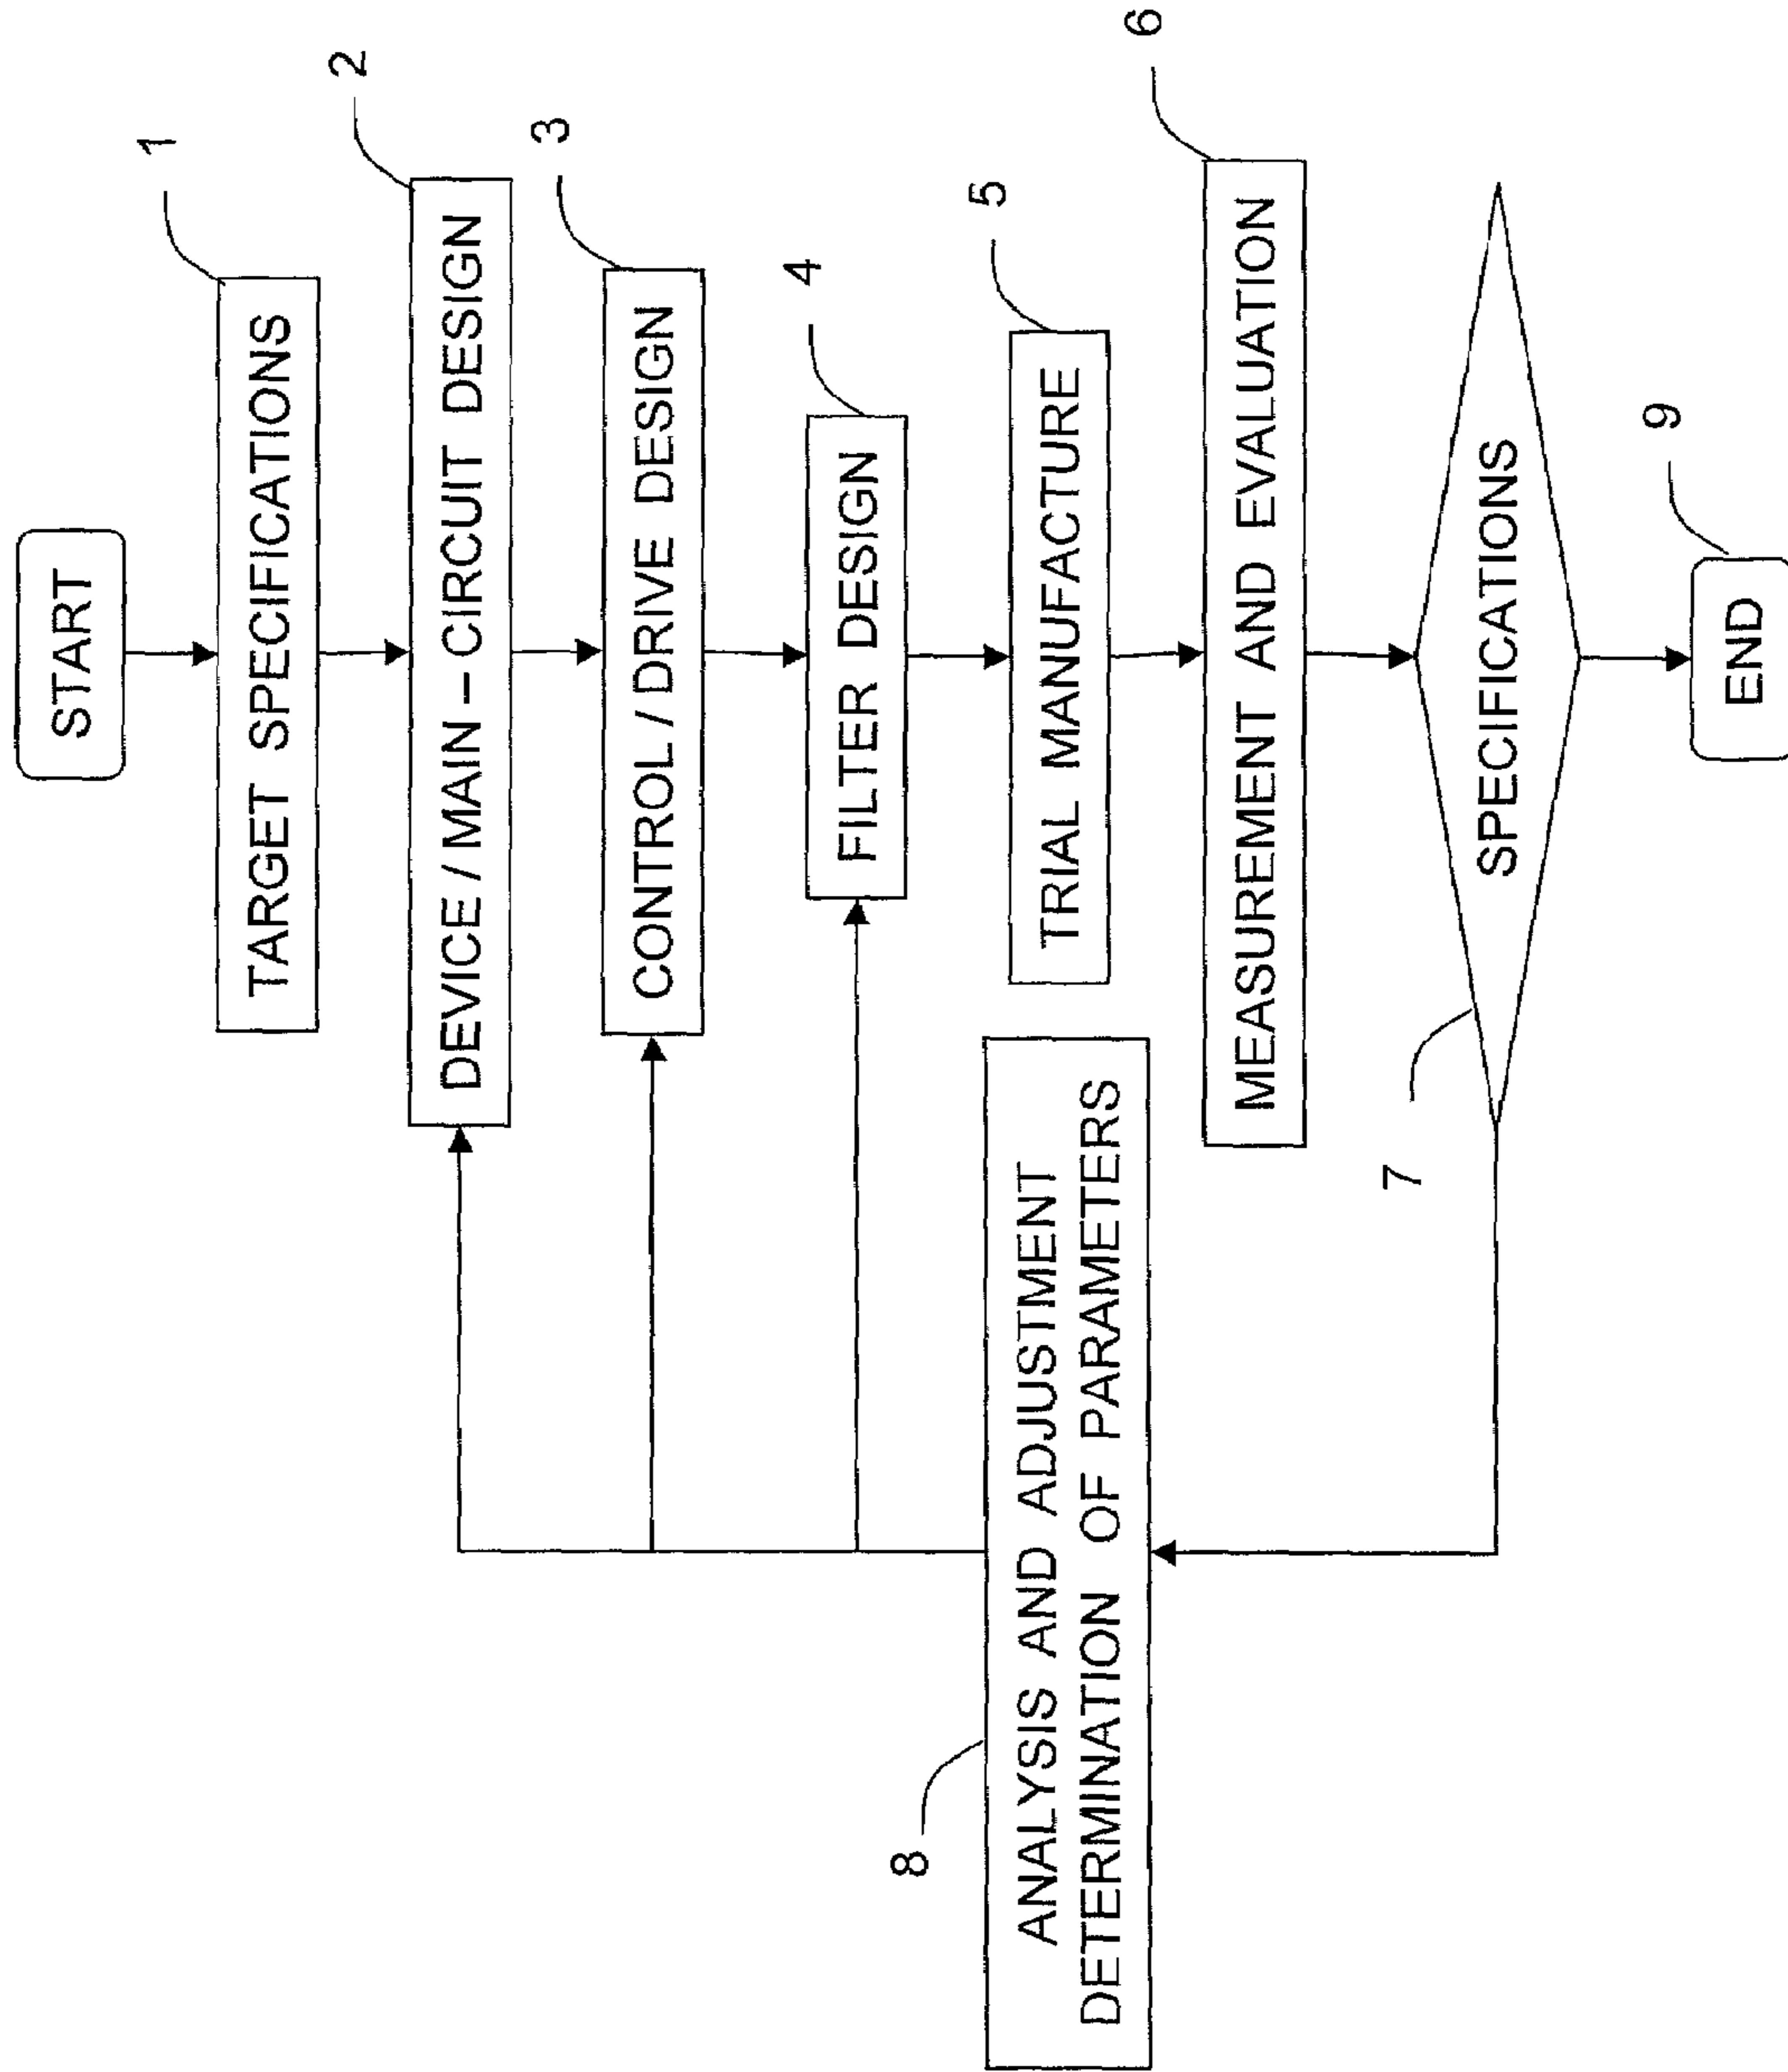 START
1
TARGET SPECIFICATIONS
2
DEVICE / MAIN – CIRCUIT DESIGN
3
CONTROL / DRIVE DESIGN
4
FILTER DESIGN
5
TRIAL MANUFACTURE
6
MEASUREMENT AND EVALUATION
7
SPECIFICATIONS
8
ANALYSIS AND ADJUSTMENT
DETERMINATION OF PARAMETERS
9
END